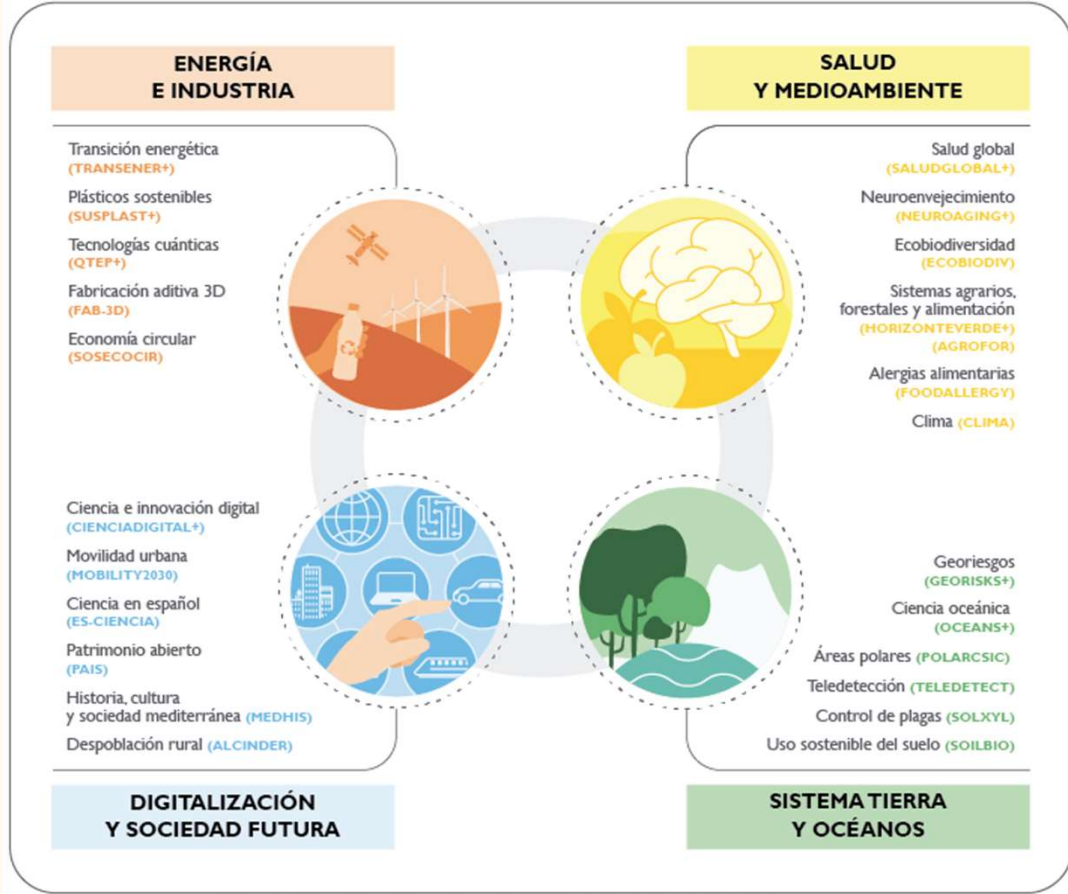 ENERGÍA
E INDUSTRIA
Transición energética
(TRANSENER+)
Plásticos sostenibles
(SUSPLAST+)
Tecnologías cuánticas
(QTEP+)
Fabricación aditiva 3D
(FAB-3D)
Economía circular
(SOSECOCIR)
SALUD
Y MEDIOAMBIENTE
Salud global
(SALUDGLOBAL+)
Neuroenvejecimiento
(NEUROAGING+)
Ecobiodiversidad
(ECOBIODIV)
Sistemas agrarios,
forestales y alimentación
(HORIZONTEVERDE+)
(AGROFOR)
Alergias alimentarias
(FOODALLERGY)
Clima (CLIMA)
Ciencia e innovación digital
(CIENCIADIGITAL+)
Movilidad urbana
(MOBILITY2030)
Ciencia en español
(ES-CIENCIA)
Patrimonio abierto
(PAIS)
Historia, cultura
y sociedad mediterránea (MEDHIS)
Despoblación rural (ALCINDER)
DIGITALIZACIÓN
Y SOCIEDAD FUTURA
Georiesgos
(GEORISKS+)
Ciencia oceánica
(OCEANS+)
Áreas polares (POLARCSIC)
Teledetección (TELEDETECT)
Control de plagas (SOLXYL)
Uso sostenible del suelo (SOILBIO)
SISTEMA TIERRA
Y OCÉANOS